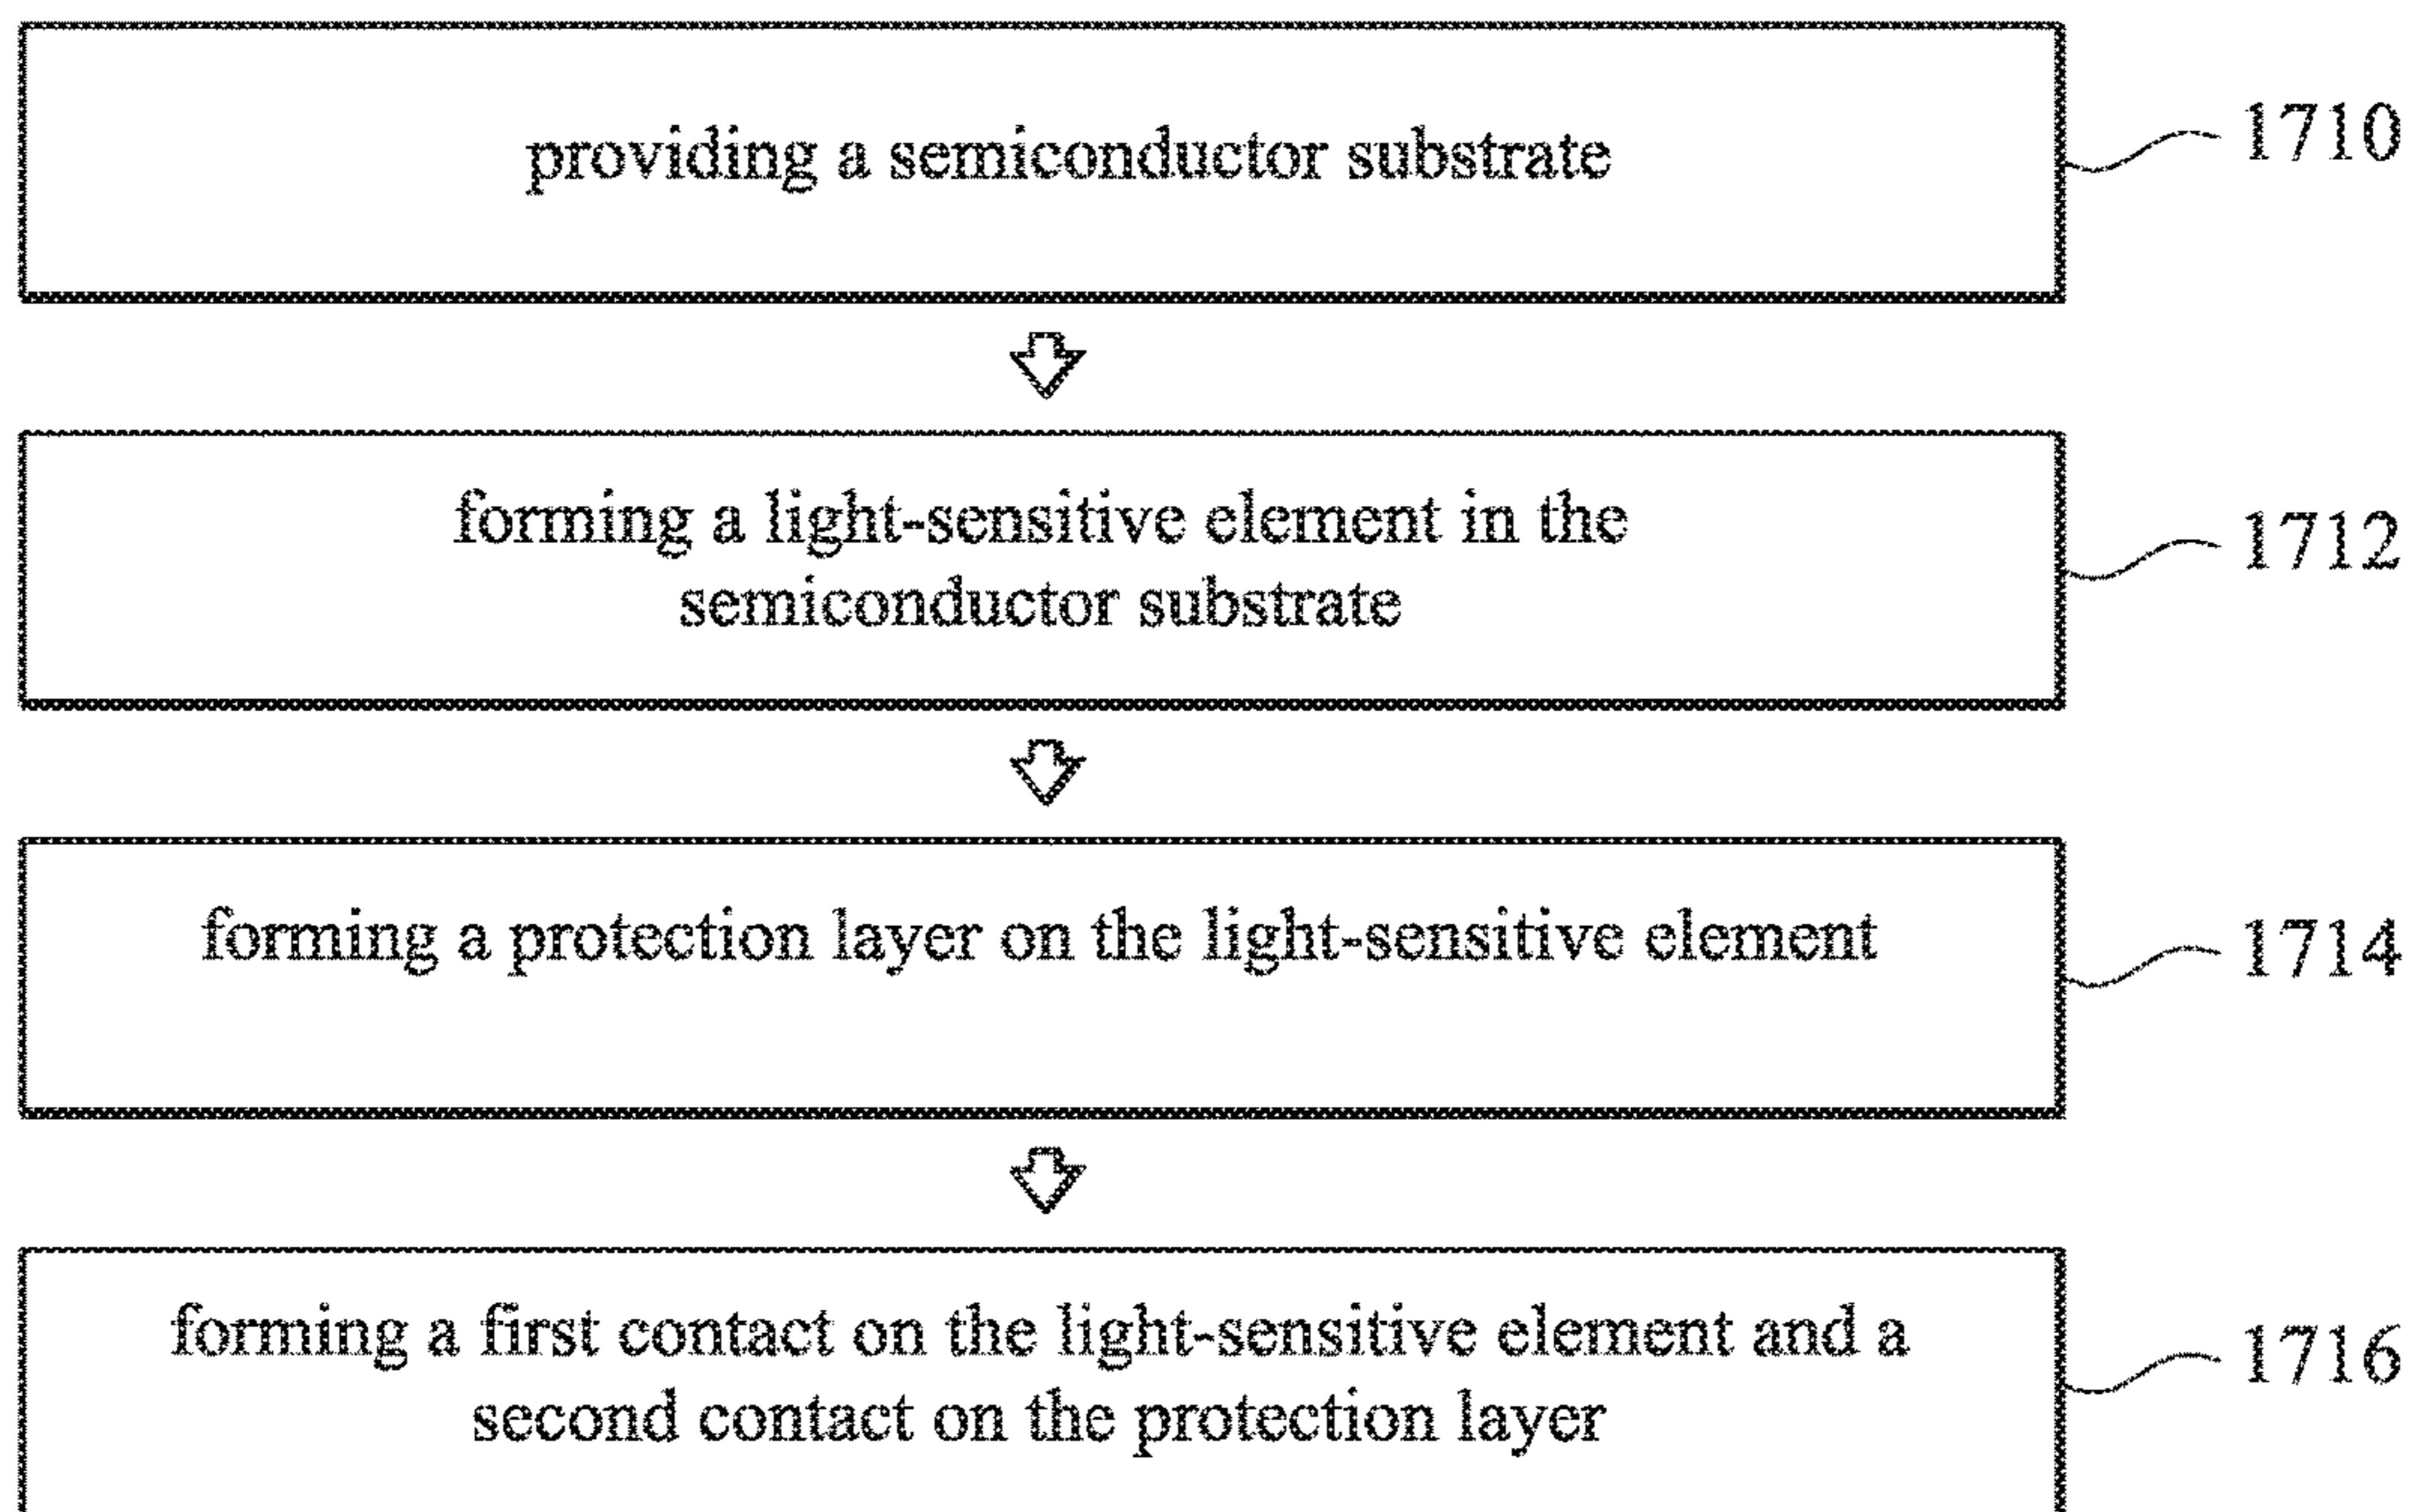 providing a semiconductor substrate
1710
forming a light-sensitive element in the
semiconductor substrate
1712
forming a protection layer on the light-sensitive element
1714
forming a first contact on the light-sensitive element and a
second contact on the protection layer
1716